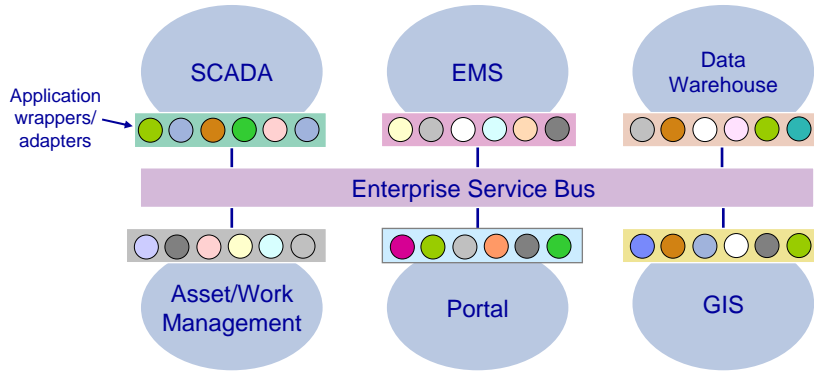 SCADA
EMS
Data
Warehouse
Application
wrappers/
adapters
Enterprise Service Bus
Asset/Work
Management
Portal
GIS